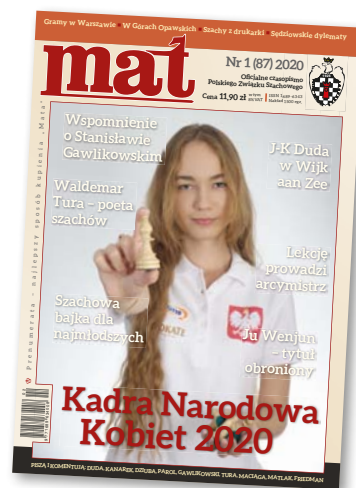 Gramy w Warszawie • W Górach Opawskich • Szachy z drukarki • Sędziowskie dylematy
mat
Nr 1 (87) 2020
Oficjalne czasopismo
Polskiego Związku Szachowego
Cena 11,90 zł
w tym
8% VAT
Wspomnienie
o Stanisławie
Gawlikowskim
J-K Duda
w Wijk
aan Zee
Waldemar
Tura – poeta
szachów
Lekcję
prowadzi
arcymistrz
Szachowa
bajka dla
najmłodszych
Ju Wenjun
– tytuł
obroniony
Prenumerata – najlepszy sposób kupienia „Mata"
Kadra Narodowa
Kobiet 2020
PISZĄ I KOMENTUJĄ: DUDA, KANAREK, DZIUBA, PAROL, GAWLIKOWSKI, TURA, MACIĄGA, MATLAK, FRIEDMAN